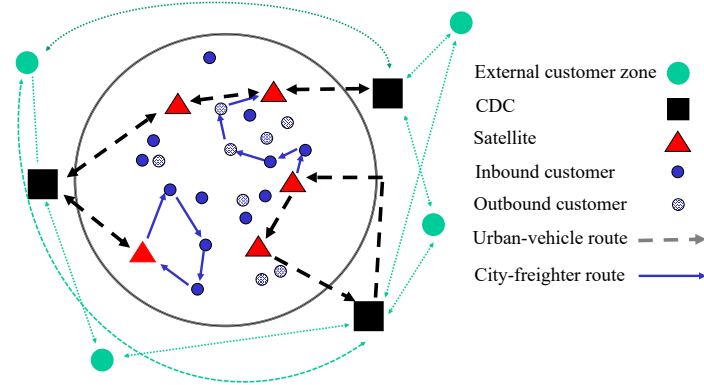 External customer zone
CDC
Satellite
Inbound customer
Outbound customer
Urban-vehicle route
City-freighter route